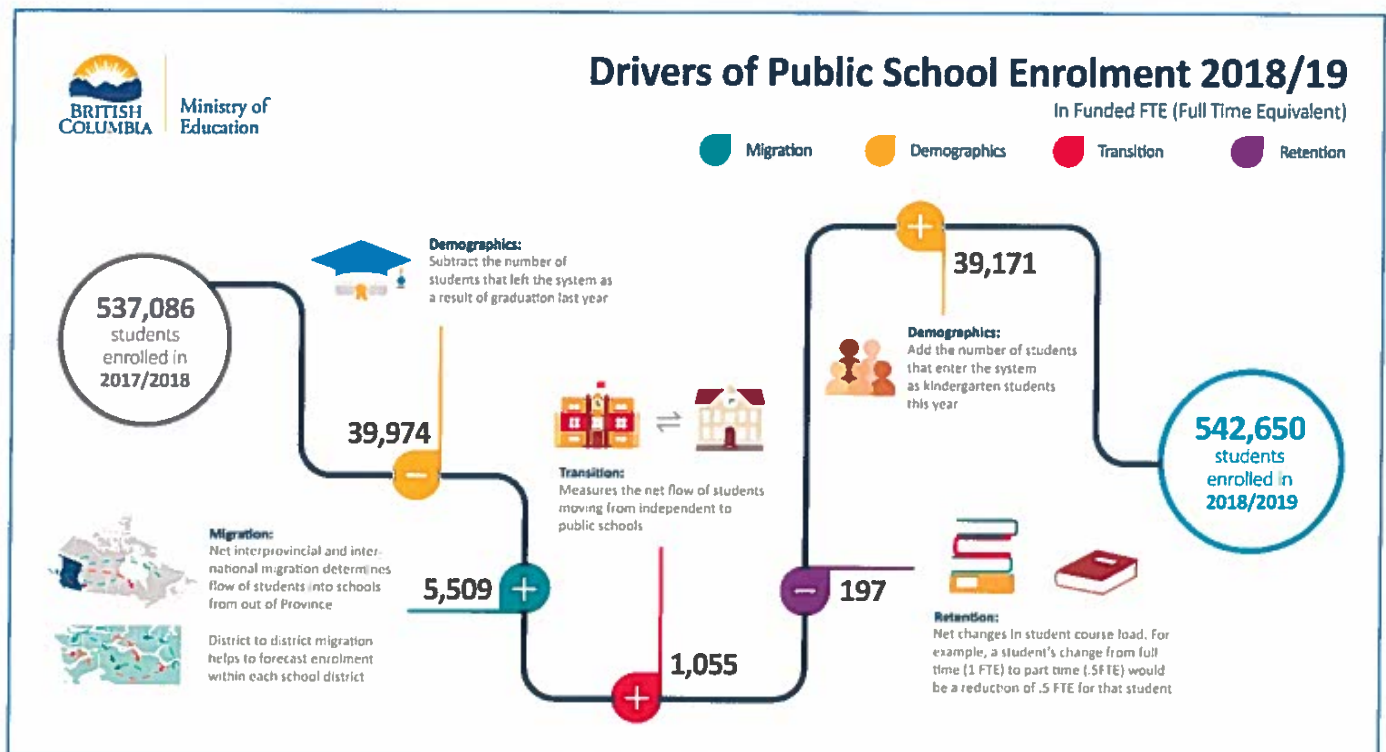 BRITISH
COLUMBIA
Ministry of
Education
Drivers of Public School Enrolment 2018/19
In Funded FTE (Full Time Equivalent)
Migration
Demographics
Transition
Retention
537,086
students
enrolled in
2017/2018
Demographics:
Subtract the number of
students that left the system as
a result of graduation last year
39,974
Migration:
Net interprovincial and inter-
national migration determines
flow of students into schools
from out of Province
District to district migration
helps to forecast enrolment
within each school district
5,509
Transition:
Measures the net flow of students
moving from independent to
public schools
1,055
197
Retention:
Net changes in student course load. For
example, a student's change from full
time (1 FTE) to part time (.5FTE) would
be a reduction of .5 FTE for that student
39,171
Demographics:
Add the number of students
that enter the system
as kindergarten students
this year
542,650
students
enrolled in
2018/2019